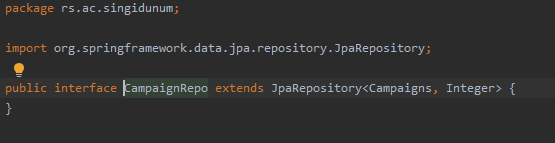 package rs.ac.singidunum;
import org.springframework.data.jpa.repository.JpaRepository;
public interface CampaignRepo extends JpaRepository<Campaigns, Integer> {
}